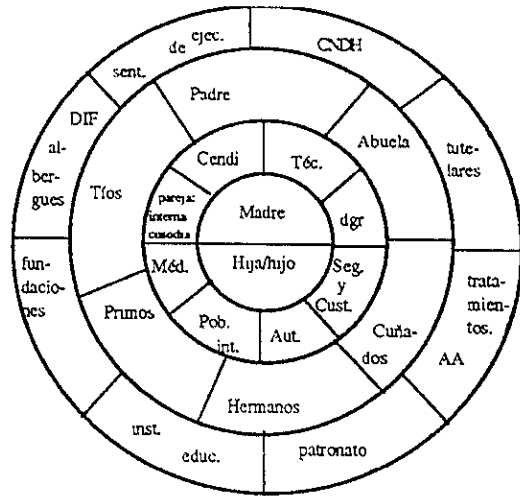 de ejec.
sent.
CNDH
tute-
lares
trata-
mien-
tos.
AA
patronato
inst.
educ.
fun-
dacio-
nes
DIF
al-
ber-
gues
Padre
Abuela
Cuña-
dos
Hermanos
Primos
Tíos
Cendi
Téc.
dgr
Seg.
y
Cust.
Aut.
Pob.
int.
Méd.
pareja:
interna
custodia
Madre
Hija/hijo